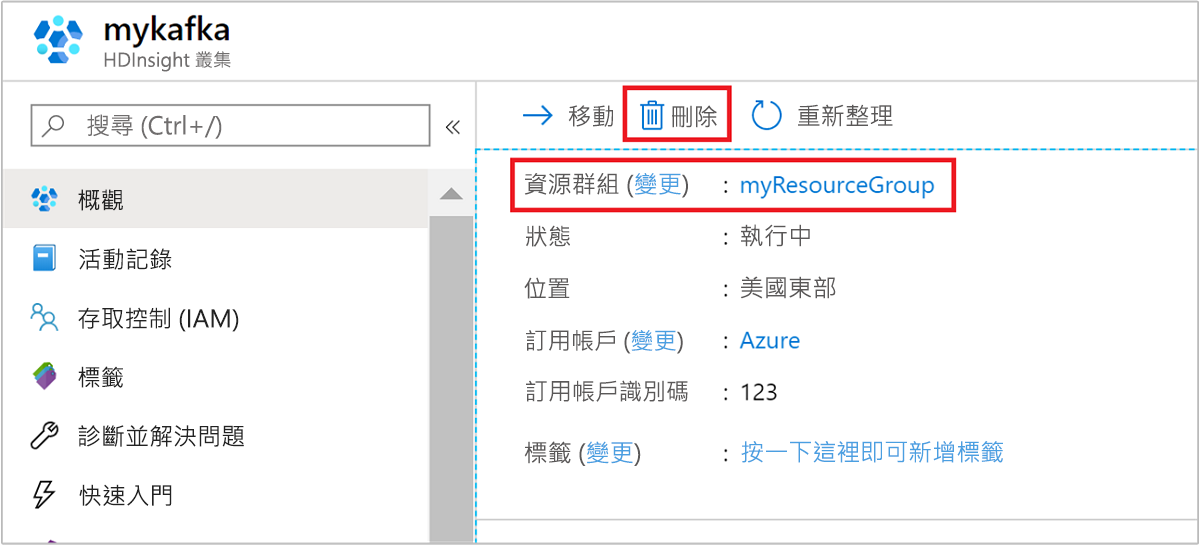 mykafka
HDInsight 叢集
搜尋 (Ctrl+/)
«
概觀
活動記錄
存取控制 (IAM)
標籤
診斷並解決問題
快速入門
移動 刪除 重新整理
資源群組 (變更) : myResourceGroup
狀態 : 執行中
位置 : 美國東部
訂用帳戶 (變更) : Azure
訂用帳戶識別碼 : 123
標籤 (變更) : 按一下這裡即可新增標籤